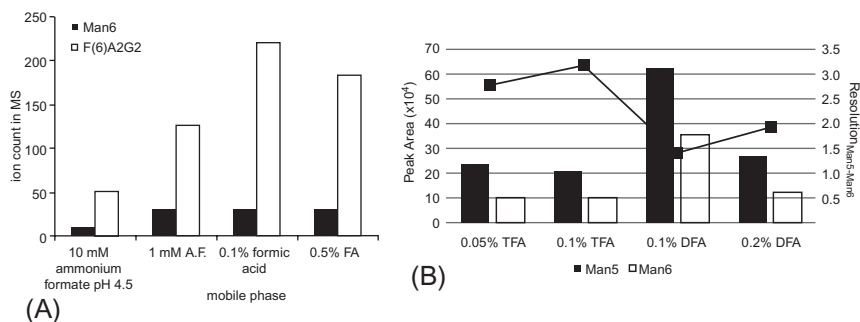 250
200
150
100
50
0
ion count in MS
Man6
F(6)A2G2
10 mM
ammonium
formate pH 4.5
1 mM A.F.
0.1% formic
acid
0.5% FA
mobile phase
(A)
70
60
50
40
30
20
10
0
Peak Area (x10⁴)
3.5
3.0
2.5
2.0
1.5
1.0
0.5
Resolution Man5-Man6
0.05% TFA
0.1% TFA
0.1% DFA
0.2% DFA
Man5
Man6
(B)